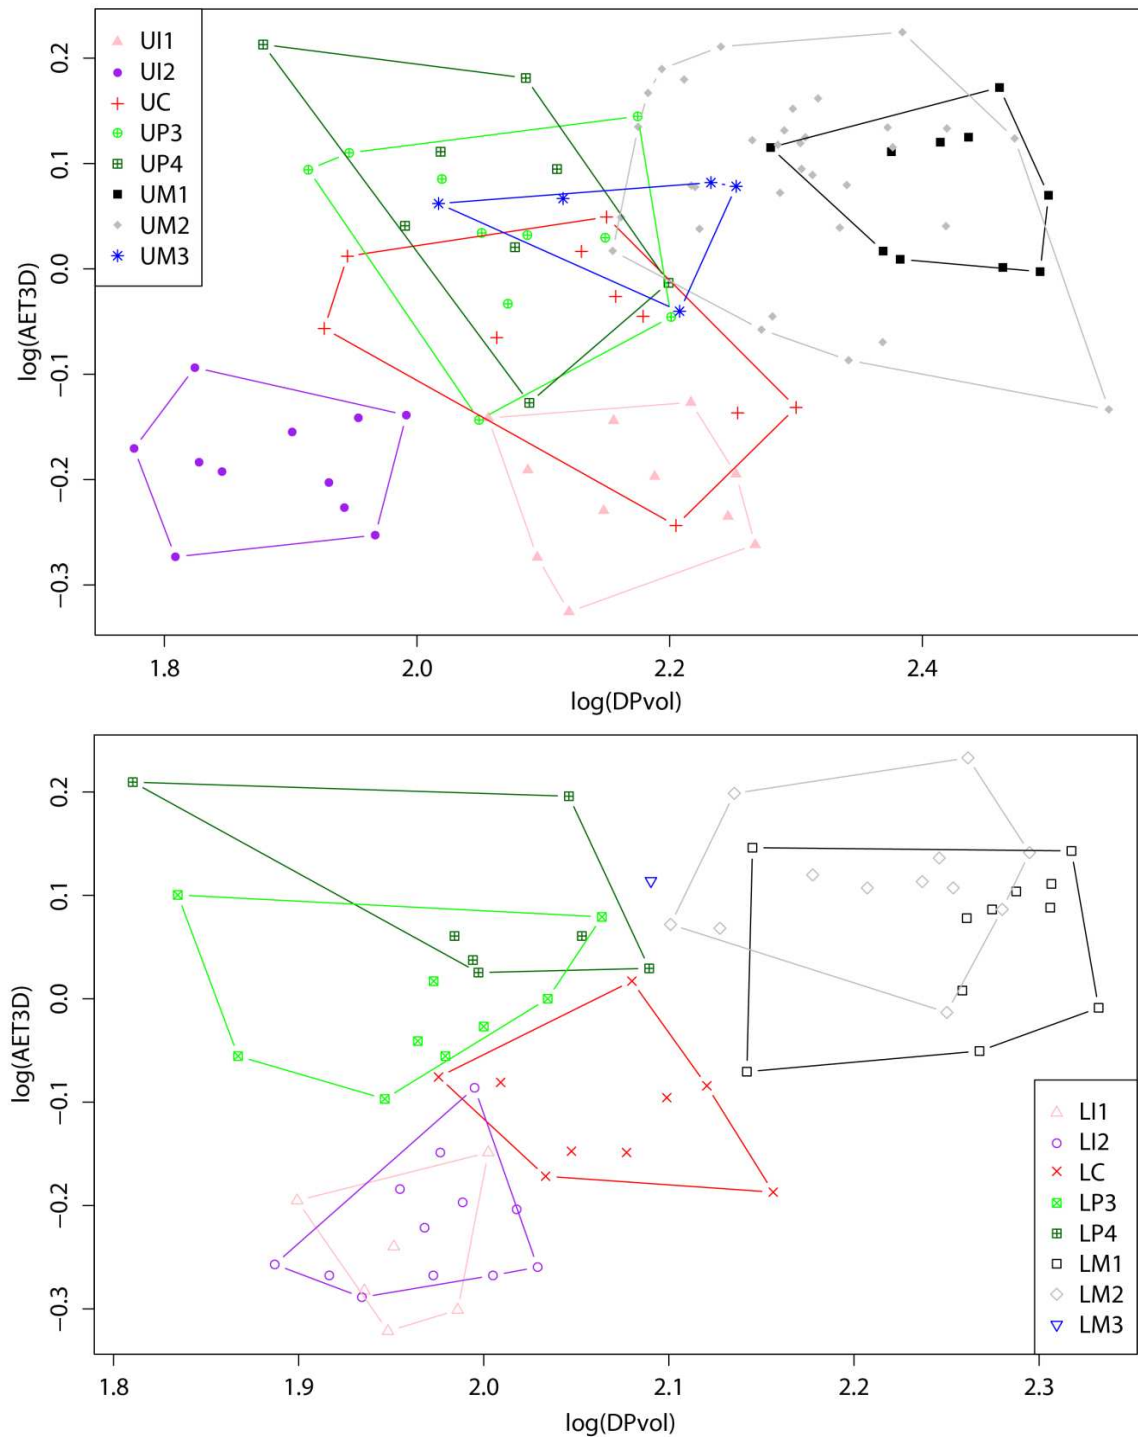 UI1
UI2
UC
UP3
UP4
UM1
UM2
UM3
log(AET3D)
0.2
0.1
0.0
−0.1
−0.2
−0.3
1.8
2.0
2.2
2.4
log(DPvol)
log(AET3D)
0.2
0.1
0.0
−0.1
−0.2
−0.3
LI1
LI2
LC
LP3
LP4
LM1
LM2
LM3
1.8
1.9
2.0
2.1
2.2
2.3
log(DPvol)